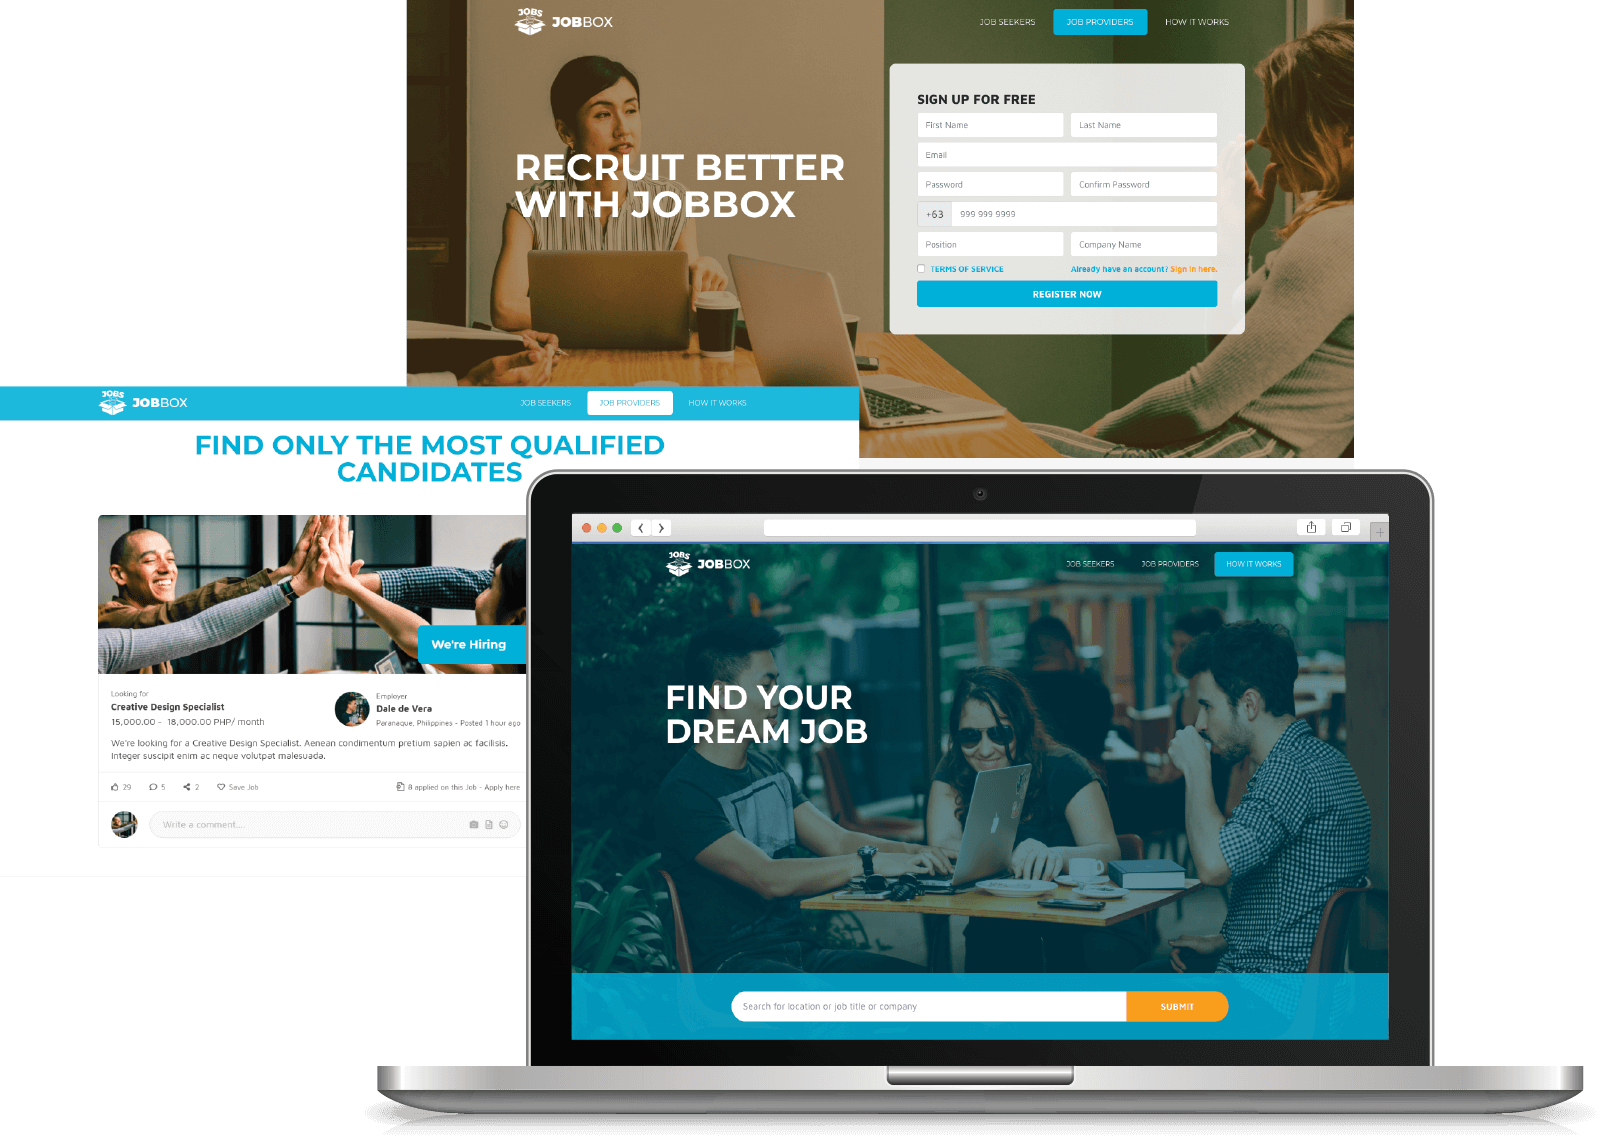 JOBS
JOBBOX
JOB SEEKERS
JOB PROVIDERS
HOW IT WORKS
RECRUIT BETTER
WITH JOBBOX
SIGN UP FOR FREE
First Name
Last Name
Email
Password
Confirm Password
+63
999 999 9999
Position
Company Name
TERMS OF SERVICE
Already have an account? Sign in here.
REGISTER NOW
JOBS
JOBBOX
JOB SEEKERS
JOB PROVIDERS
HOW IT WORKS
FIND ONLY THE MOST QUALIFIED
CANDIDATES
We're Hiring
Looking for
Creative Design Specialist
15,000.00 - 18,000.00 PHP/ month
Employer
Dale de Vera
Paranaque, Philippines - Posted 1 hour ago
We're looking for a Creative Design Specialist. Aenean condimentum pretium sapien ac facilisis.
Integer suscipit enim ac neque volutpat malesuada.
29
5
2
Save Job
8 applied on this Job - Apply here
Write a comment...
JOBS
JOBBOX
JOB SEEKERS
JOB PROVIDERS
HOW IT WORKS
FIND YOUR
DREAM JOB
Search for location or job title or company
SUBMIT